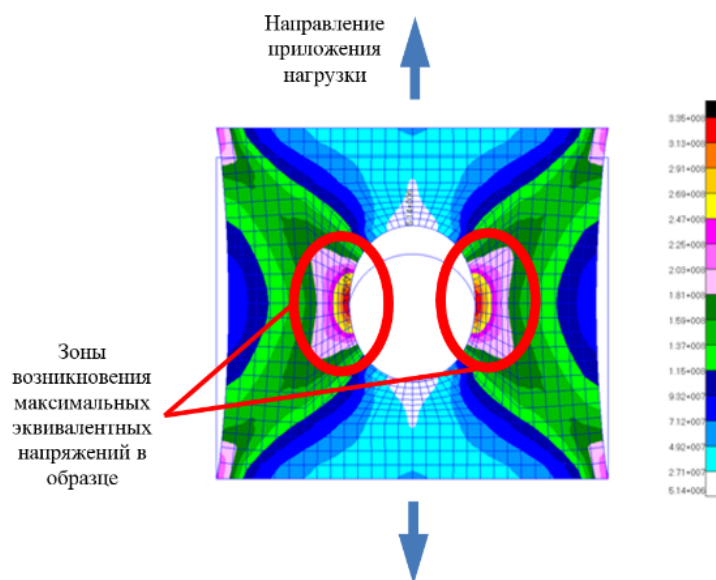 Направление
приложения
нагрузки
3.35+008
3.13+008
2.91+008
2.69+008
2.47+008
2.25+008
2.03+008
1.81+008
1.59+008
1.37+008
1.15+008
9.32+007
7.12+007
4.92+007
2.71+007
5.14+006
Зоны
возникновения
максимальных
эквивалентных
напряжений в
образце